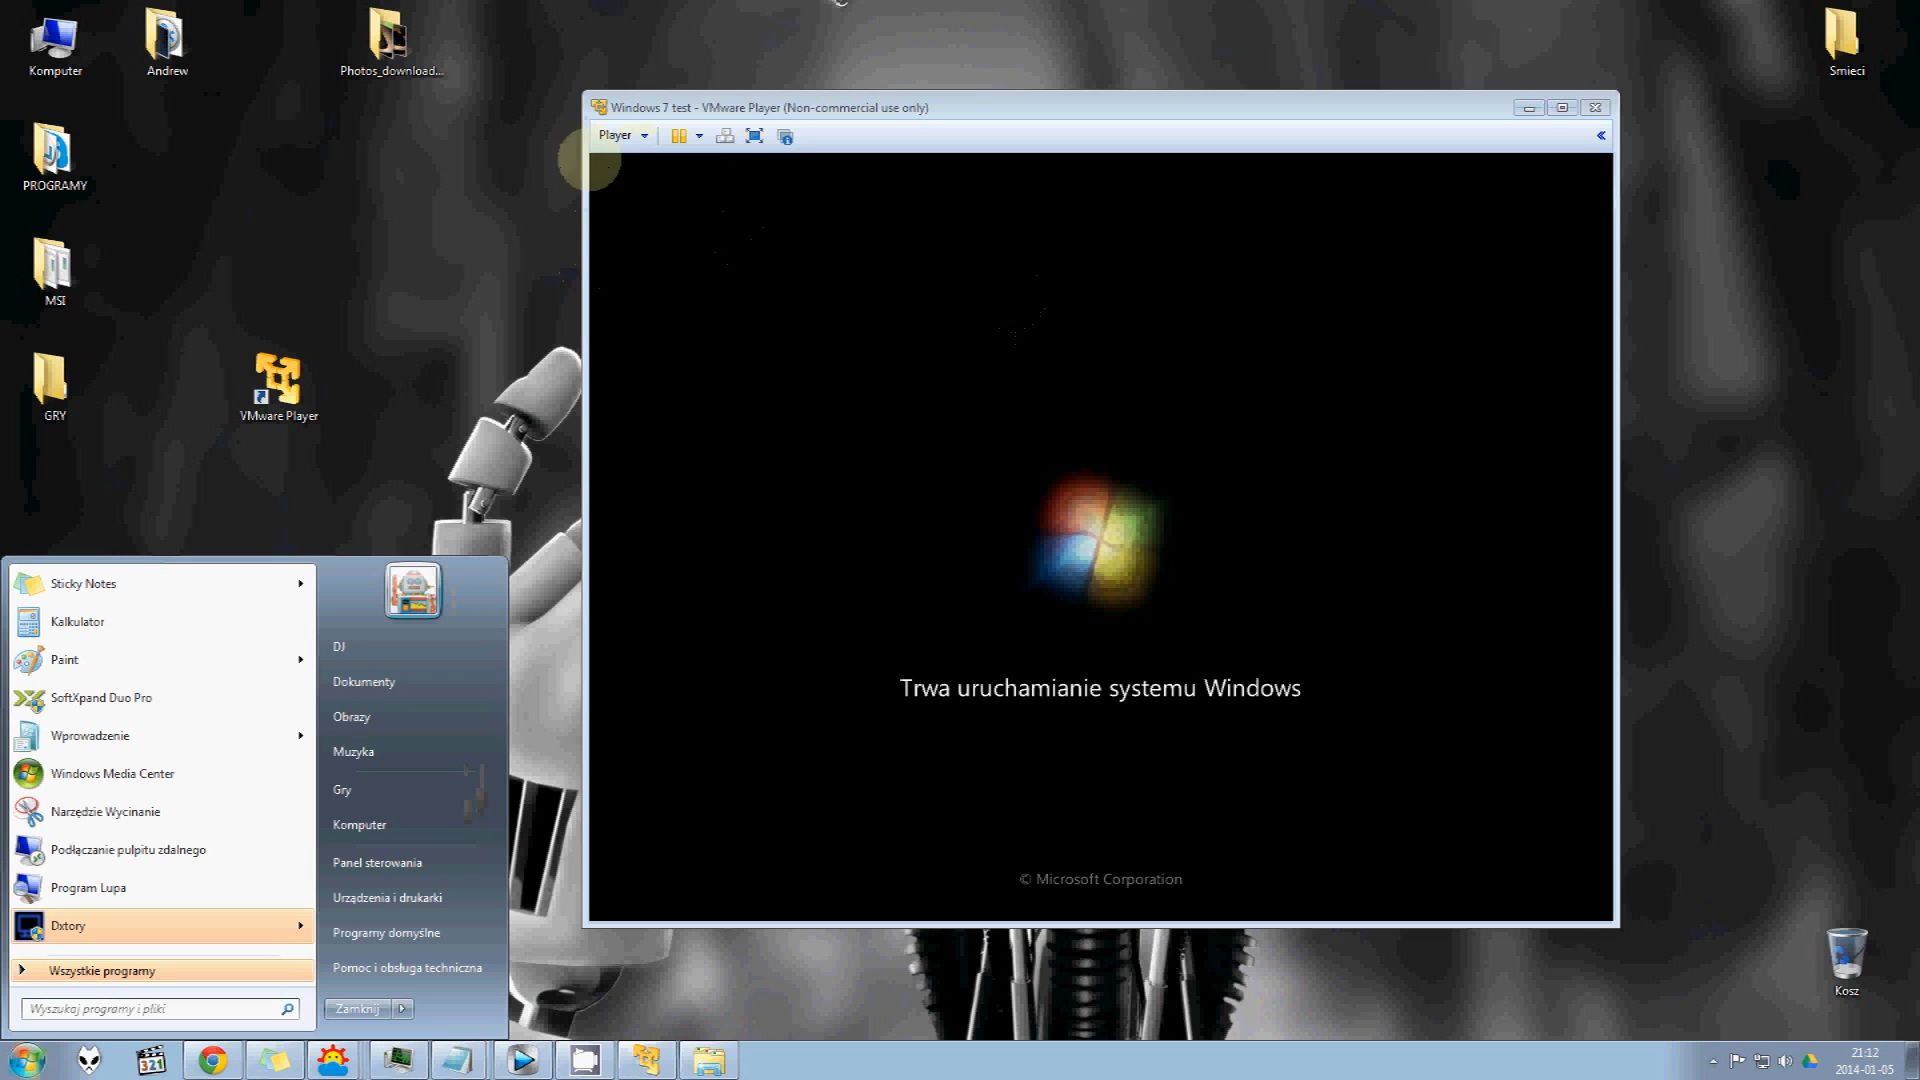 Komputer
Andrew
Photos_download...
Smieci
PROGRAMY
MSI
GRY
VMware Player
Windows 7 test - VMware Player (Non-commercial use only)
Player
Trwa uruchamianie systemu Windows
© Microsoft Corporation
Sticky Notes
Kalkulator
Paint
SoftXpand Duo Pro
Wprowadzenie
Windows Media Center
Narzędzie Wycinanie
Podłączanie pulpitu zdalnego
Program Lupa
Dxtory
Wszystkie programy
Wyszukaj programy i pliki
DJ
Dokumenty
Obrazy
Muzyka
Gry
Komputer
Panel sterowania
Urządzenia i drukarki
Programy domyślne
Pomoc i obsługa techniczna
Zamknij
Kosz
321
21:12
2014-01-05